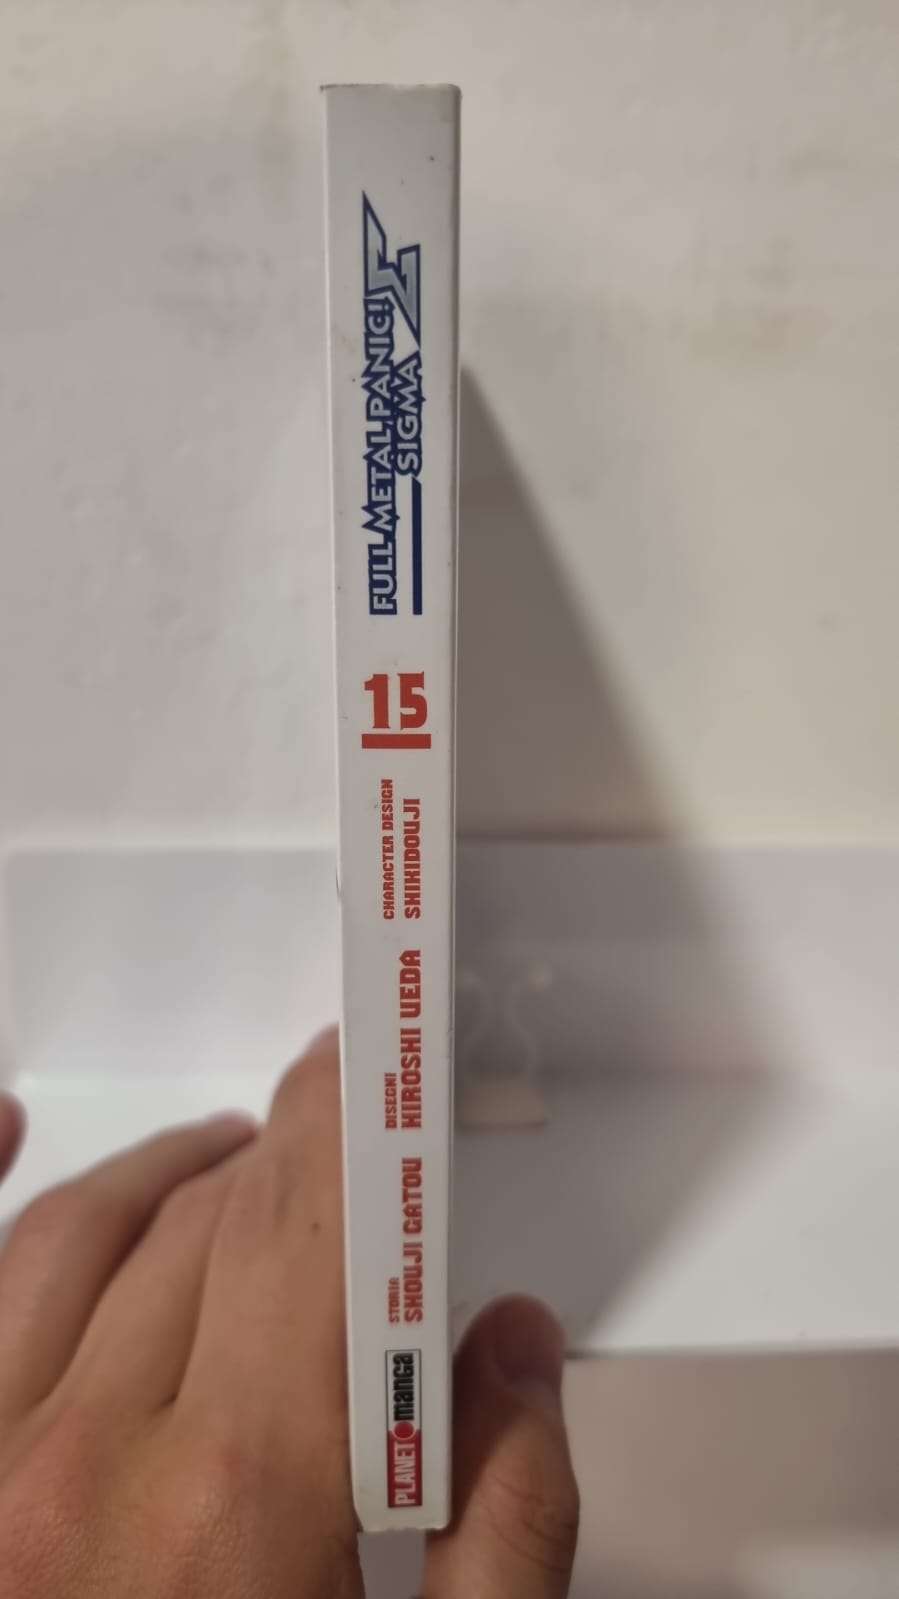 FULL METAL PANIC! Σ
SIGMA
15
CHARACTER DESIGN
SHIKIDOUJI
DISEGNI
HIROSHI UEDA
STORIA
SHOUJI GATOU
PLANET manga